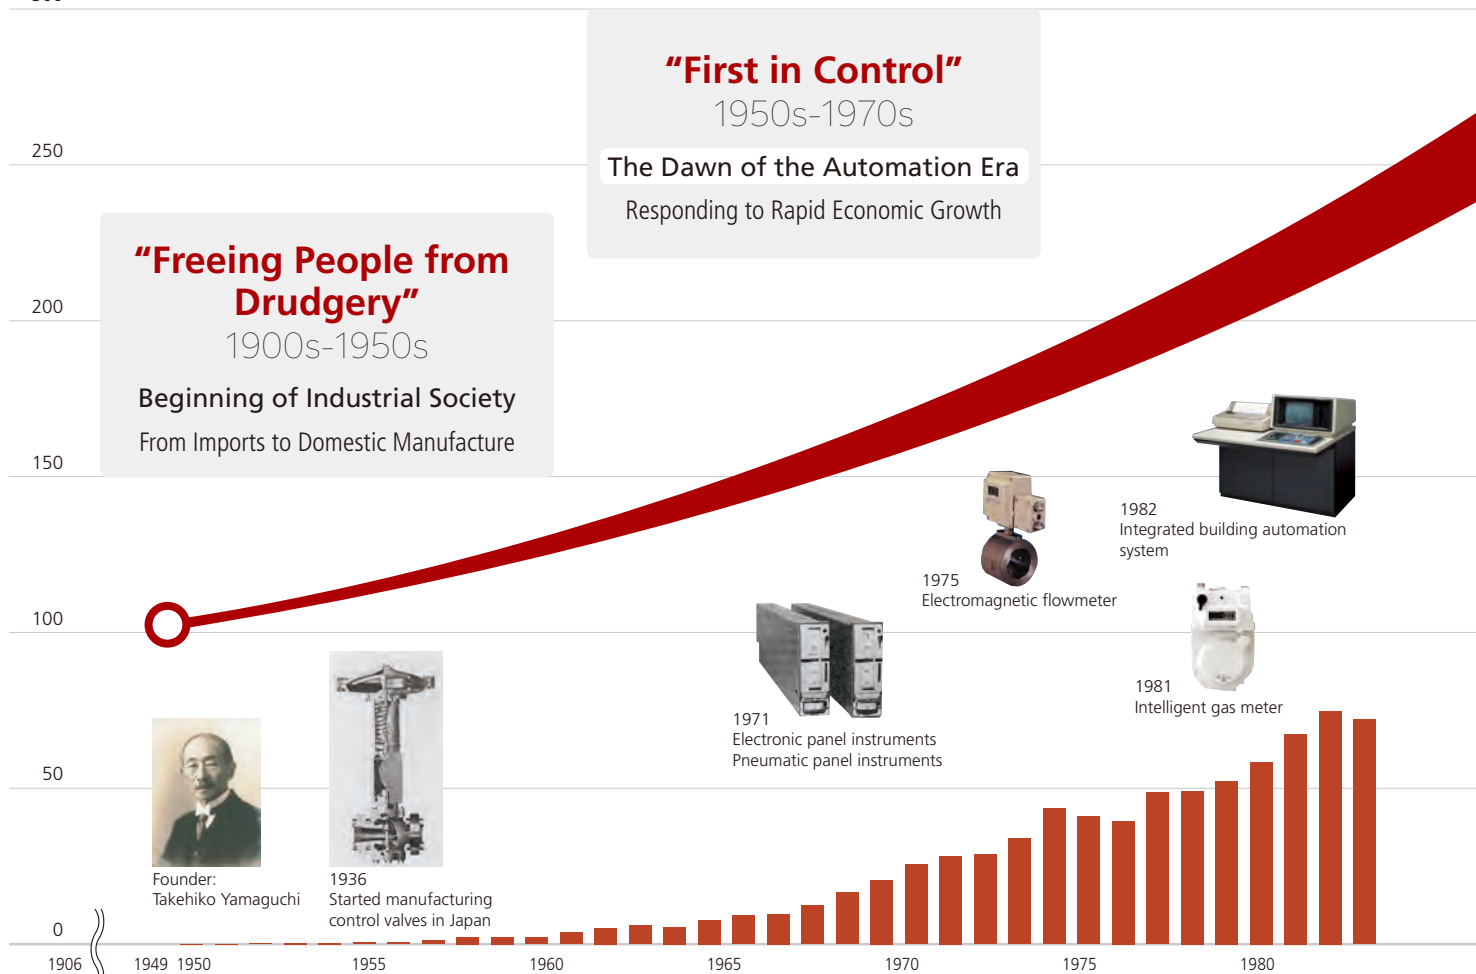 “First in Control”
1950s-1970s
The Dawn of the Automation Era
Responding to Rapid Economic Growth
250
“Freeing People from
Drudgery”
1900s-1950s
Beginning of Industrial Society
From Imports to Domestic Manufacture
200
150
1982
Integrated building automation
system
1975
Electromagnetic flowmeter
100
1981
Intelligent gas meter
1971
Electronic panel instruments
Pneumatic panel instruments
50
Founder:
Takehiko Yamaguchi
1936
Started manufacturing
control valves in Japan
0
1906 1949 1950 1955 1960 1965 1970 1975 1980